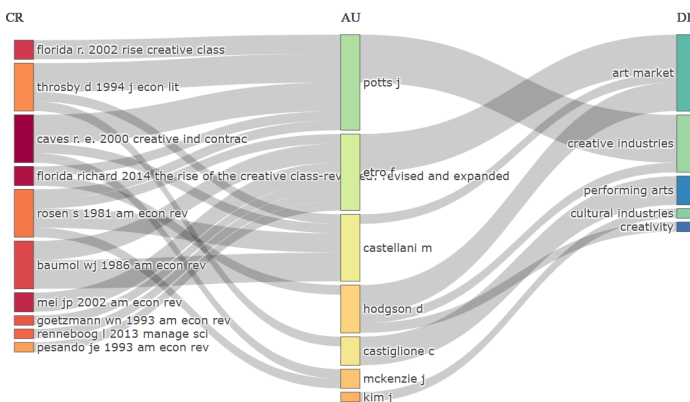 CR
AU
DE
florida r. 2002 rise creative class
throsby d 1994 j econ lit
caves r. e. 2000 creative ind contrac
florida richard 2014 the rise of the creative class-rev revised and expanded
rosen s 1981 am econ rev
baumol wj 1986 am econ rev
mei jp 2002 am econ rev
goetzmann wn 1993 am econ rev
renneboog l 2013 manage sci
pesando je 1993 am econ rev
potts j
etro f
castellani m
hodgson d
castiglione c
mckenzie j
kim j
art market
creative industries
performing arts
cultural industries
creativity